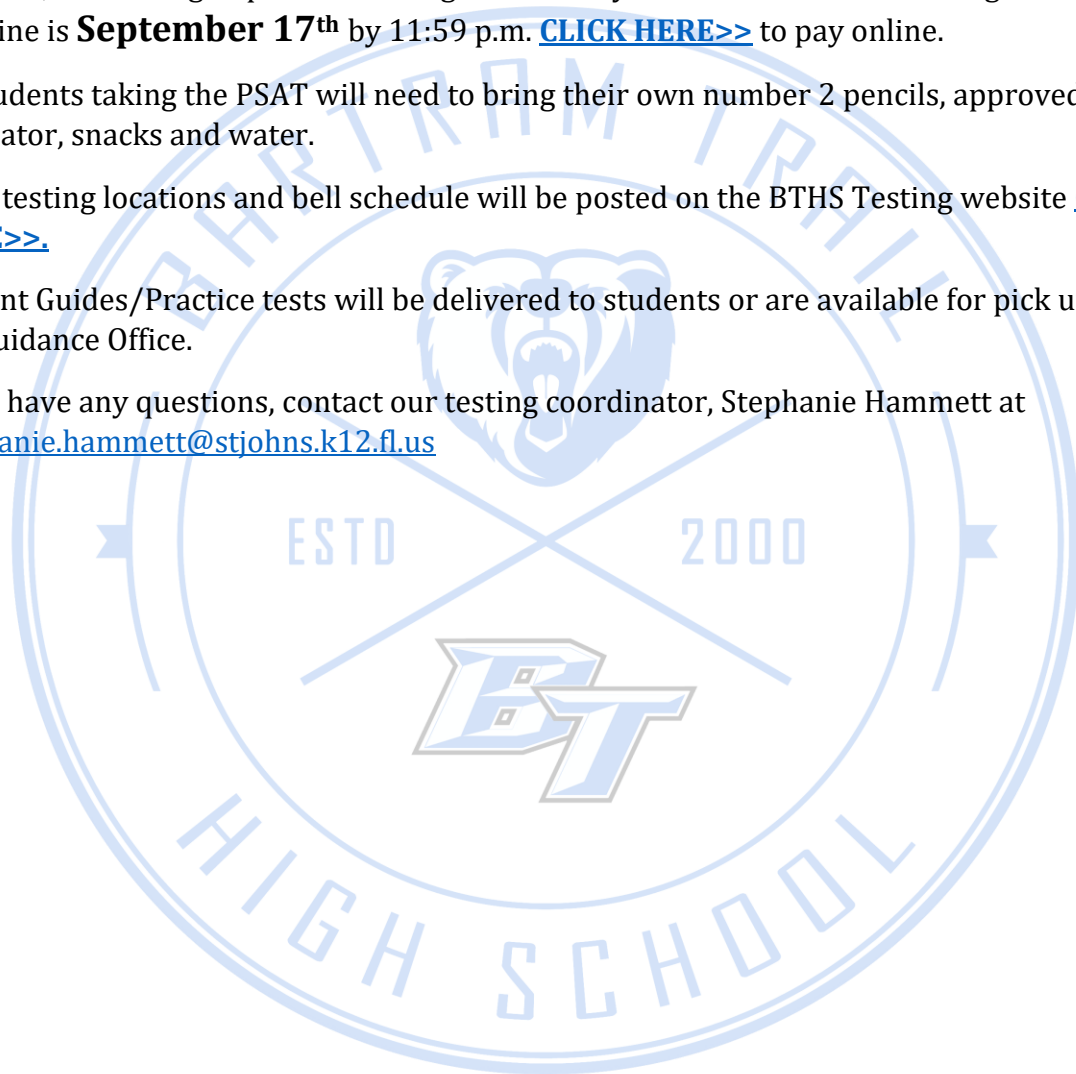 ine is September 17th by 11:59 p.m. CLICK HERE>> to pay online.
udents taking the PSAT will need to bring their own number 2 pencils, approved
ator, snacks and water.
testing locations and bell schedule will be posted on the BTHS Testing website
E>>.
nt Guides/Practice tests will be delivered to students or are available for pick u
uidance Office.
have any questions, contact our testing coordinator, Stephanie Hammett at
anie.hammett@stjohns.k12.fl.us
BARTRAM TRAIL
ESTD 2000
BT
HIGH SCHOOL